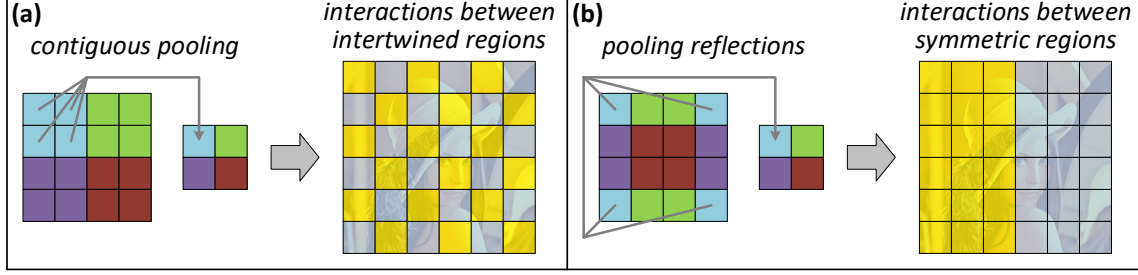 (a)
contiguous pooling
interactions between
intertwined regions
(b)
pooling reflections
interactions between
symmetric regions